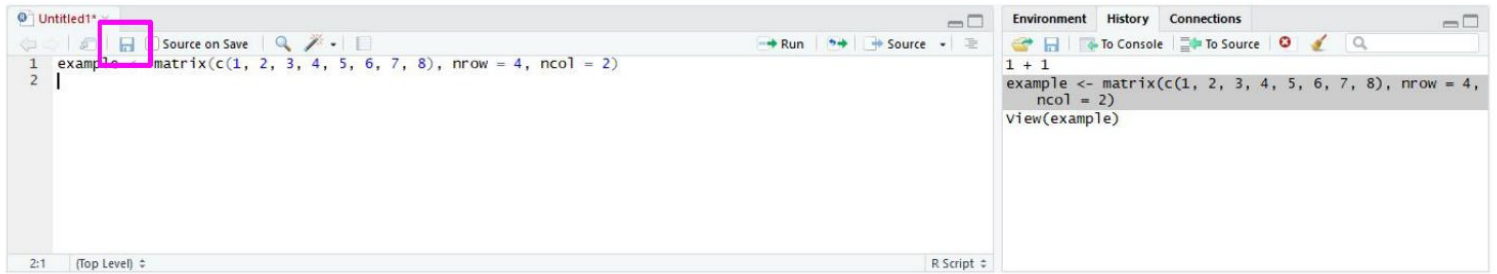 Untitled1*
Source on Save
Run
Source
1 example <- matrix(c(1, 2, 3, 4, 5, 6, 7, 8), nrow = 4, ncol = 2)
2
2:1 (Top Level)
R Script
Environment History Connections
To Console To Source
1 + 1
example <- matrix(c(1, 2, 3, 4, 5, 6, 7, 8), nrow = 4,
ncol = 2)
View(example)